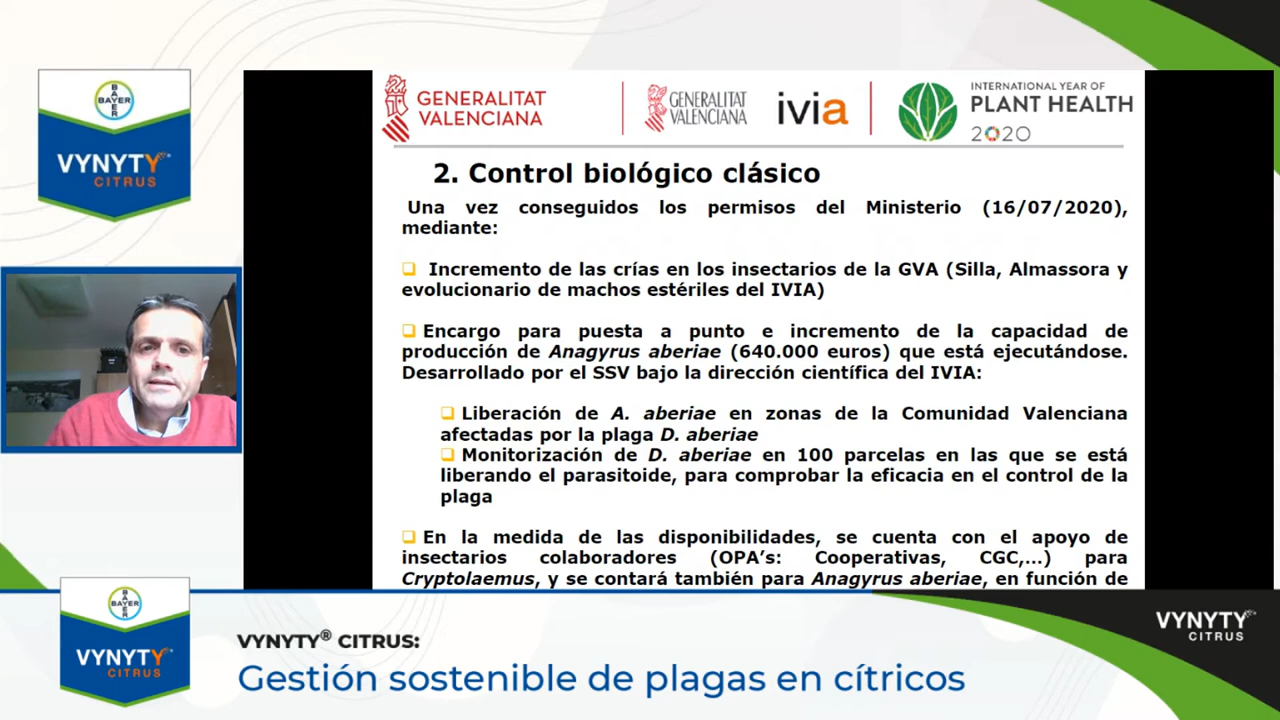 BAYER
BAYER
VYNYTY
CITRUS
GENERALITAT
VALENCIANA
GENERALITAT
VALENCIANA
ivia
INTERNATIONAL YEAR OF
PLANT HEALTH
2020
2. Control biológico clásico
Una vez conseguidos los permisos del Ministerio (16/07/2020),
mediante:
Incremento de las crías en los insectarios de la GVA (Silla, Almassora y
evolucionario de machos estériles del IVIA)
Encargo para puesta a punto e incremento de la capacidad de
producción de Anagyrus aberiae (640.000 euros) que está ejecutándose.
Desarrollado por el SSV bajo la dirección científica del IVIA:
Liberación de A. aberiae en zonas de la Comunidad Valenciana
afectadas por la plaga D. aberiae
Monitorización de D. aberiae en 100 parcelas en las que se está
liberando el parasitoide, para comprobar la eficacia en el control de la
plaga
En la medida de las disponibilidades, se cuenta con el apoyo de
insectarios colaboradores (OPA's: Cooperativas, CGC,...) para
Cryptolaemus, y se contará también para Anagyrus aberiae, en función de
BAYER
BAYER
VYNYTY
CITRUS
VYNYTY® CITRUS:
Gestión sostenible de plagas en cítricos
VYNYTY
CITRUS